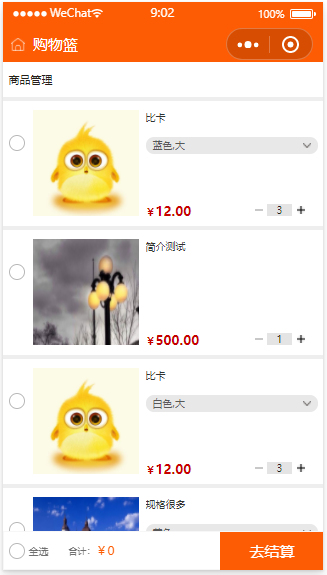 WeChat 9:02 100%
购物篮
商品管理
比卡
蓝色,大
¥12.00 3
简介测试
¥500.00 1
比卡
白色,大
¥12.00 3
规格很多
全选 合计: ¥0 去结算